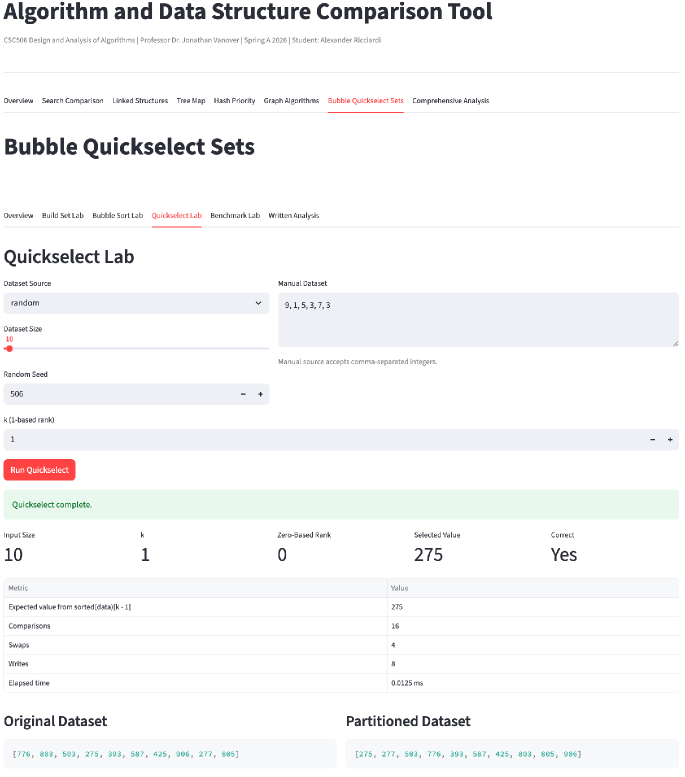 Algorithm and Data Structure Comparison Tool
CSC506 Design and Analysis of Algorithms | Professor Dr. Jonathan Vanover | Spring A 2026 | Student: Alexander Ricciardi
Overview Search Comparison Linked Structures Tree Map Hash Priority Graph Algorithms Bubble Quickselect Sets Comprehensive Analysis
Bubble Quickselect Sets
Overview Build Set Lab Bubble Sort Lab Quickselect Lab Benchmark Lab Written Analysis
Quickselect Lab
Dataset Source Manual Dataset
random 9, 1, 5, 3, 7, 3
Dataset Size
10
Manual source accepts comma-separated integers.
Random Seed
506 − +
k (1-based rank)
1 − +
Run Quickselect
Quickselect complete.
Input Size k Zero-Based Rank Selected Value Correct
10 1 0 275 Yes
Metric Value
Expected value from sorted(data)[k - 1] 275
Comparisons 16
Swaps 4
Writes 8
Elapsed time 0.0125 ms
Original Dataset Partitioned Dataset
[776, 803, 503, 275, 393, 587, 425, 906, 277, 805] [275, 277, 503, 776, 393, 587, 425, 803, 805, 906]